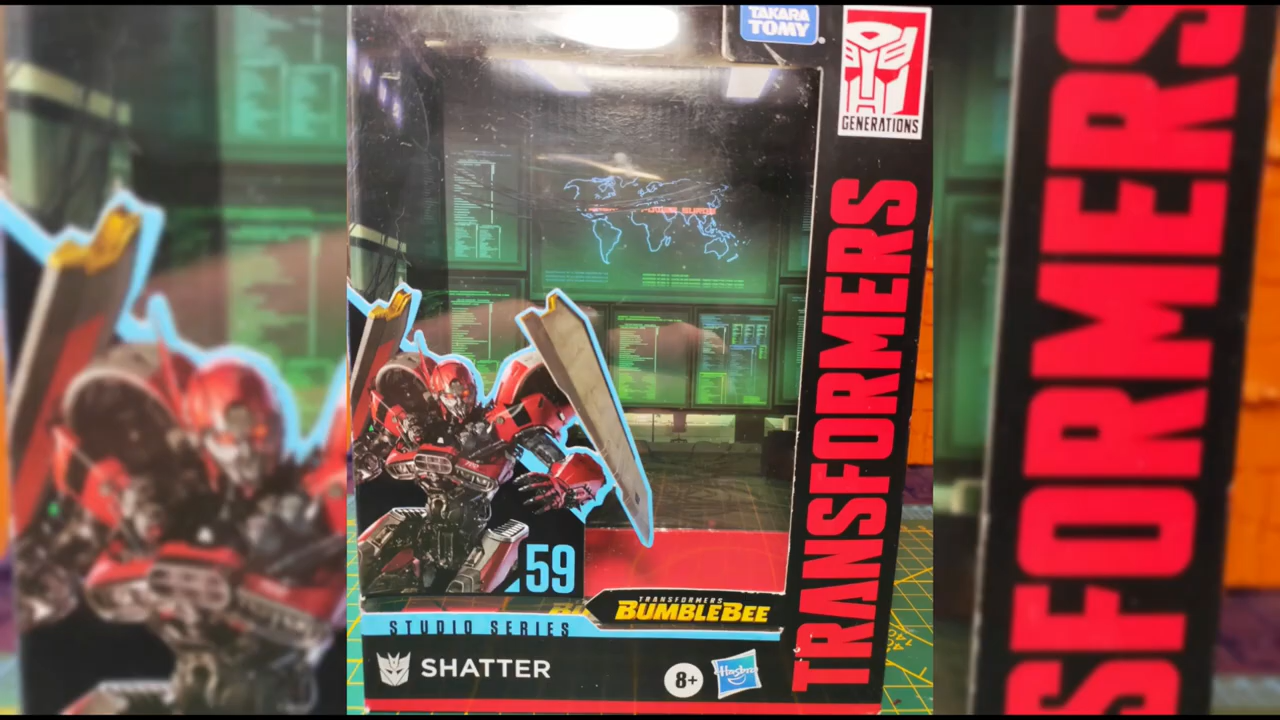 TAKARA
TOMY
GENERATIONS
TRANSFORMERS
59
TRANSFORMERS
BUMBLEBEE
STUDIO SERIES
SHATTER
8+
Hasbro
SFORMERS